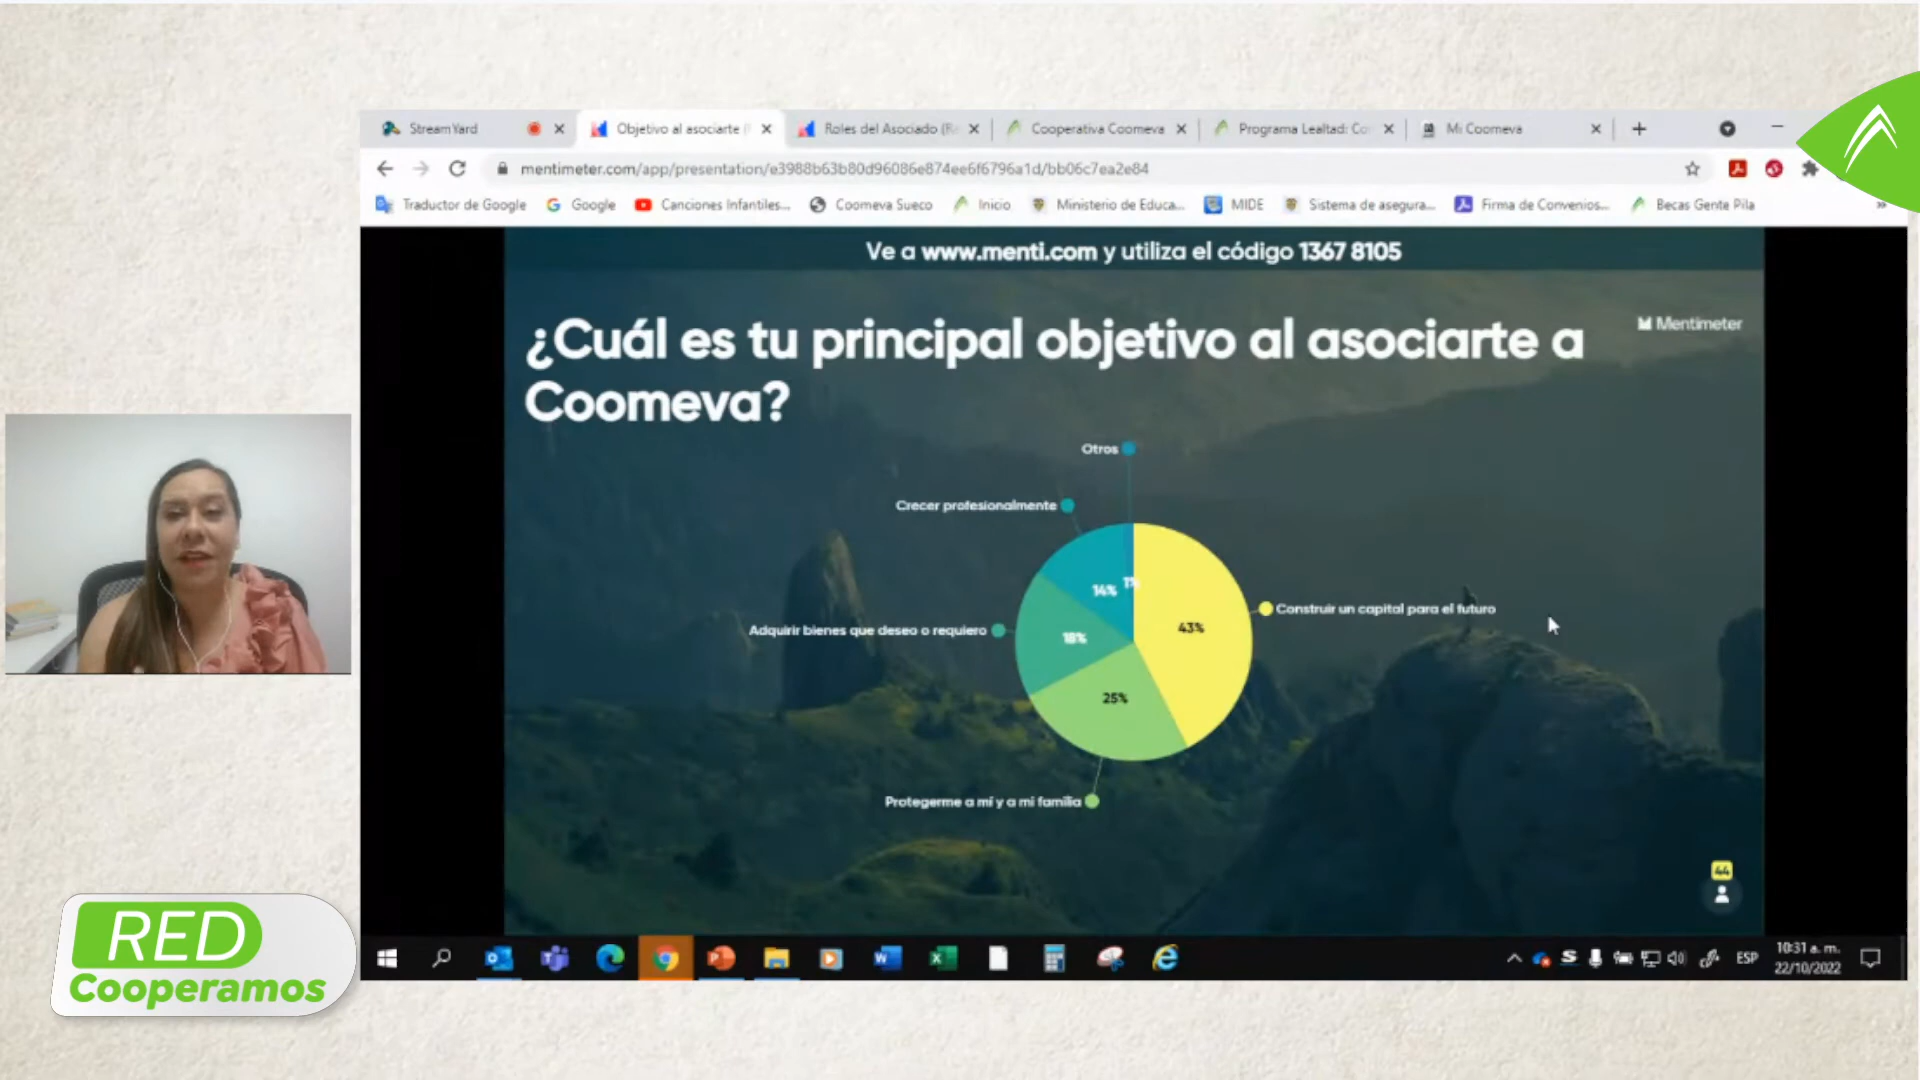 StreamYard
Objetivo al asociarte (
Roles del Asociado (R
Cooperativa Coomeva
Programa Lealtad: Co
Mi Coomeva
mentimeter.com/app/presentation/e3988b63b80d96086e874ee6f6796a1d/bb06c7ea2e84
Traductor de Google
Google
Canciones Infantiles...
Coomeva Sueco
Inicio
Ministerio de Educa...
MIDE
Sistema de asegura...
Firma de Convenios...
Becas Gente Pila
»
Ve a www.menti.com y utiliza el código 1367 8105
¿Cuál es tu principal objetivo al asociarte a
Coomeva?
Mentimeter
Otros
Crecer profesionalmente
14%
1%
Construir un capital para el futuro
43%
Adquirir bienes que deseo o requiero
18%
25%
Protegerme a mí y a mi familia
44
RED
Cooperamos
ESP
10:31 a. m.
22/10/2022